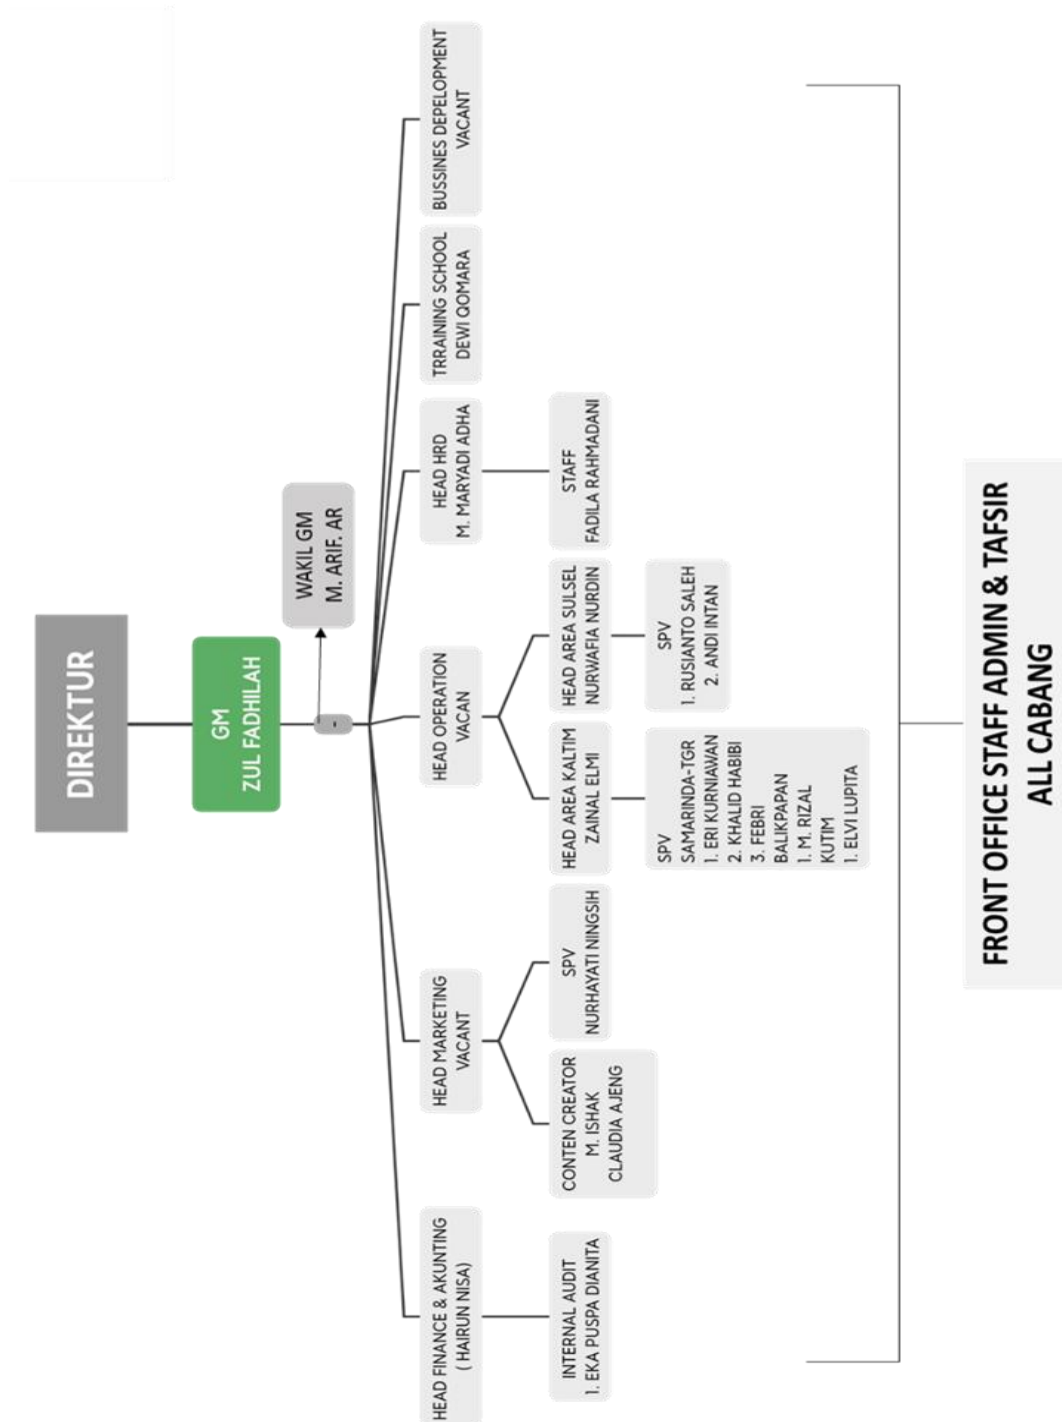 DIREKTUR
GM
ZUL FADHILAH
-
WAKIL GM
M. ARIF. AR
HEAD FINANCE & AKUNTING
( HAIRUN NISA)
HEAD MARKETING
VACANT
HEAD OPERATION
VACAN
HEAD HRD
M. MARYADI ADHA
TRRAINING SCHOOL
DEWI QOMARA
BUSSINES DEPELOPMENT
VACANT
INTERNAL AUDIT
1. EKA PUSPA DIANITA
CONTEN CREATOR
M. ISHAK
CLAUDIA AJENG
SPV
NURHAYATI NINGSIH
HEAD AREA KALTIM
ZAINAL ELMI
HEAD AREA SULSEL
NURWAFIA NURDIN
STAFF
FADILA RAHMADANI
SPV
SAMARINDA-TGR
1. ERI KURNIAWAN
2. KHALID HABIBI
3. FEBRI
BALIKPAPAN
1. M. RIZAL
KUTIM
1. ELVI LUPITA
SPV
1. RUSIANTO SALEH
2. ANDI INTAN
FRONT OFFICE STAFF ADMIN & TAFSIR
ALL CABANG